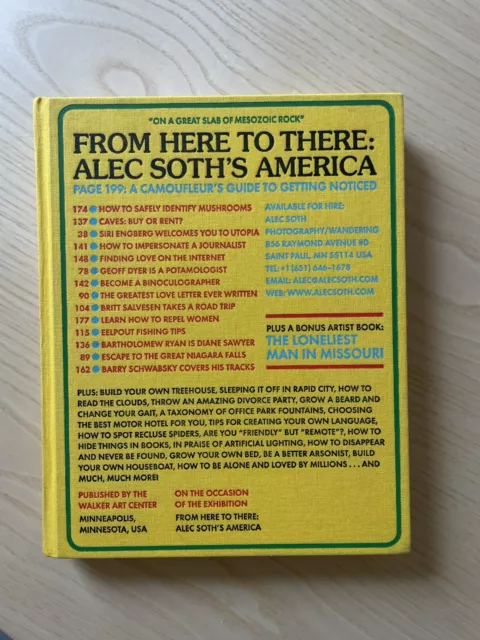 "ON A GREAT SLAB OF MESOZOIC ROCK"
FROM HERE TO THERE:
ALEC SOTH'S AMERICA
PAGE 199: A CAMOUFLEUR'S GUIDE TO GETTING NOTICED
174 HOW TO SAFELY IDENTIFY MUSHROOMS
137 CAVES: BUY OR RENT?
38 SIRI ENGBERG WELCOMES YOU TO UTOPIA
141 HOW TO IMPERSONATE A JOURNALIST
148 FINDING LOVE ON THE INTERNET
78 GEOFF DYER IS A POTAMOLOGIST
142 BECOME A BINOCULOGRAPHER
90 THE GREATEST LOVE LETTER EVER WRITTEN
104 BRITT SALVESEN TAKES A ROAD TRIP
177 LEARN HOW TO REPEL WOMEN
115 EELPOUT FISHING TIPS
136 BARTHOLOMEW RYAN IS DIANE SAWYER
89 ESCAPE TO THE GREAT NIAGARA FALLS
162 BARRY SCHWABSKY COVERS HIS TRACKS
AVAILABLE FOR HIRE:
ALEC SOTH
PHOTOGRAPHY/WANDERING
856 RAYMOND AVENUE #D
SAINT PAUL, MN 55114 USA
TEL: +1 (651) 646-1678
EMAIL: ALEC@ALECSOTH.COM
WEB: WWW.ALECSOTH.COM
PLUS A BONUS ARTIST BOOK:
THE LONELIEST
MAN IN MISSOURI
PLUS: BUILD YOUR OWN TREEHOUSE, SLEEPING IT OFF IN RAPID CITY, HOW TO
READ THE CLOUDS, THROW AN AMAZING DIVORCE PARTY, GROW A BEARD AND
CHANGE YOUR GAIT, A TAXONOMY OF OFFICE PARK FOUNTAINS, CHOOSING
THE BEST MOTOR HOTEL FOR YOU, TIPS FOR CREATING YOUR OWN LANGUAGE,
HOW TO SPOT RECLUSE SPIDERS, ARE YOU "FRIENDLY" BUT "REMOTE"?, HOW TO
HIDE THINGS IN BOOKS, IN PRAISE OF ARTIFICIAL LIGHTING, HOW TO DISAPPEAR
AND NEVER BE FOUND, GROW YOUR OWN BED, BE A BETTER ARSONIST, BUILD
YOUR OWN HOUSEBOAT, HOW TO BE ALONE AND LOVED BY MILLIONS . . . AND
MUCH, MUCH MORE!
PUBLISHED BY THE
WALKER ART CENTER
MINNEAPOLIS,
MINNESOTA, USA
ON THE OCCASION
OF THE EXHIBITION
FROM HERE TO THERE:
ALEC SOTH'S AMERICA